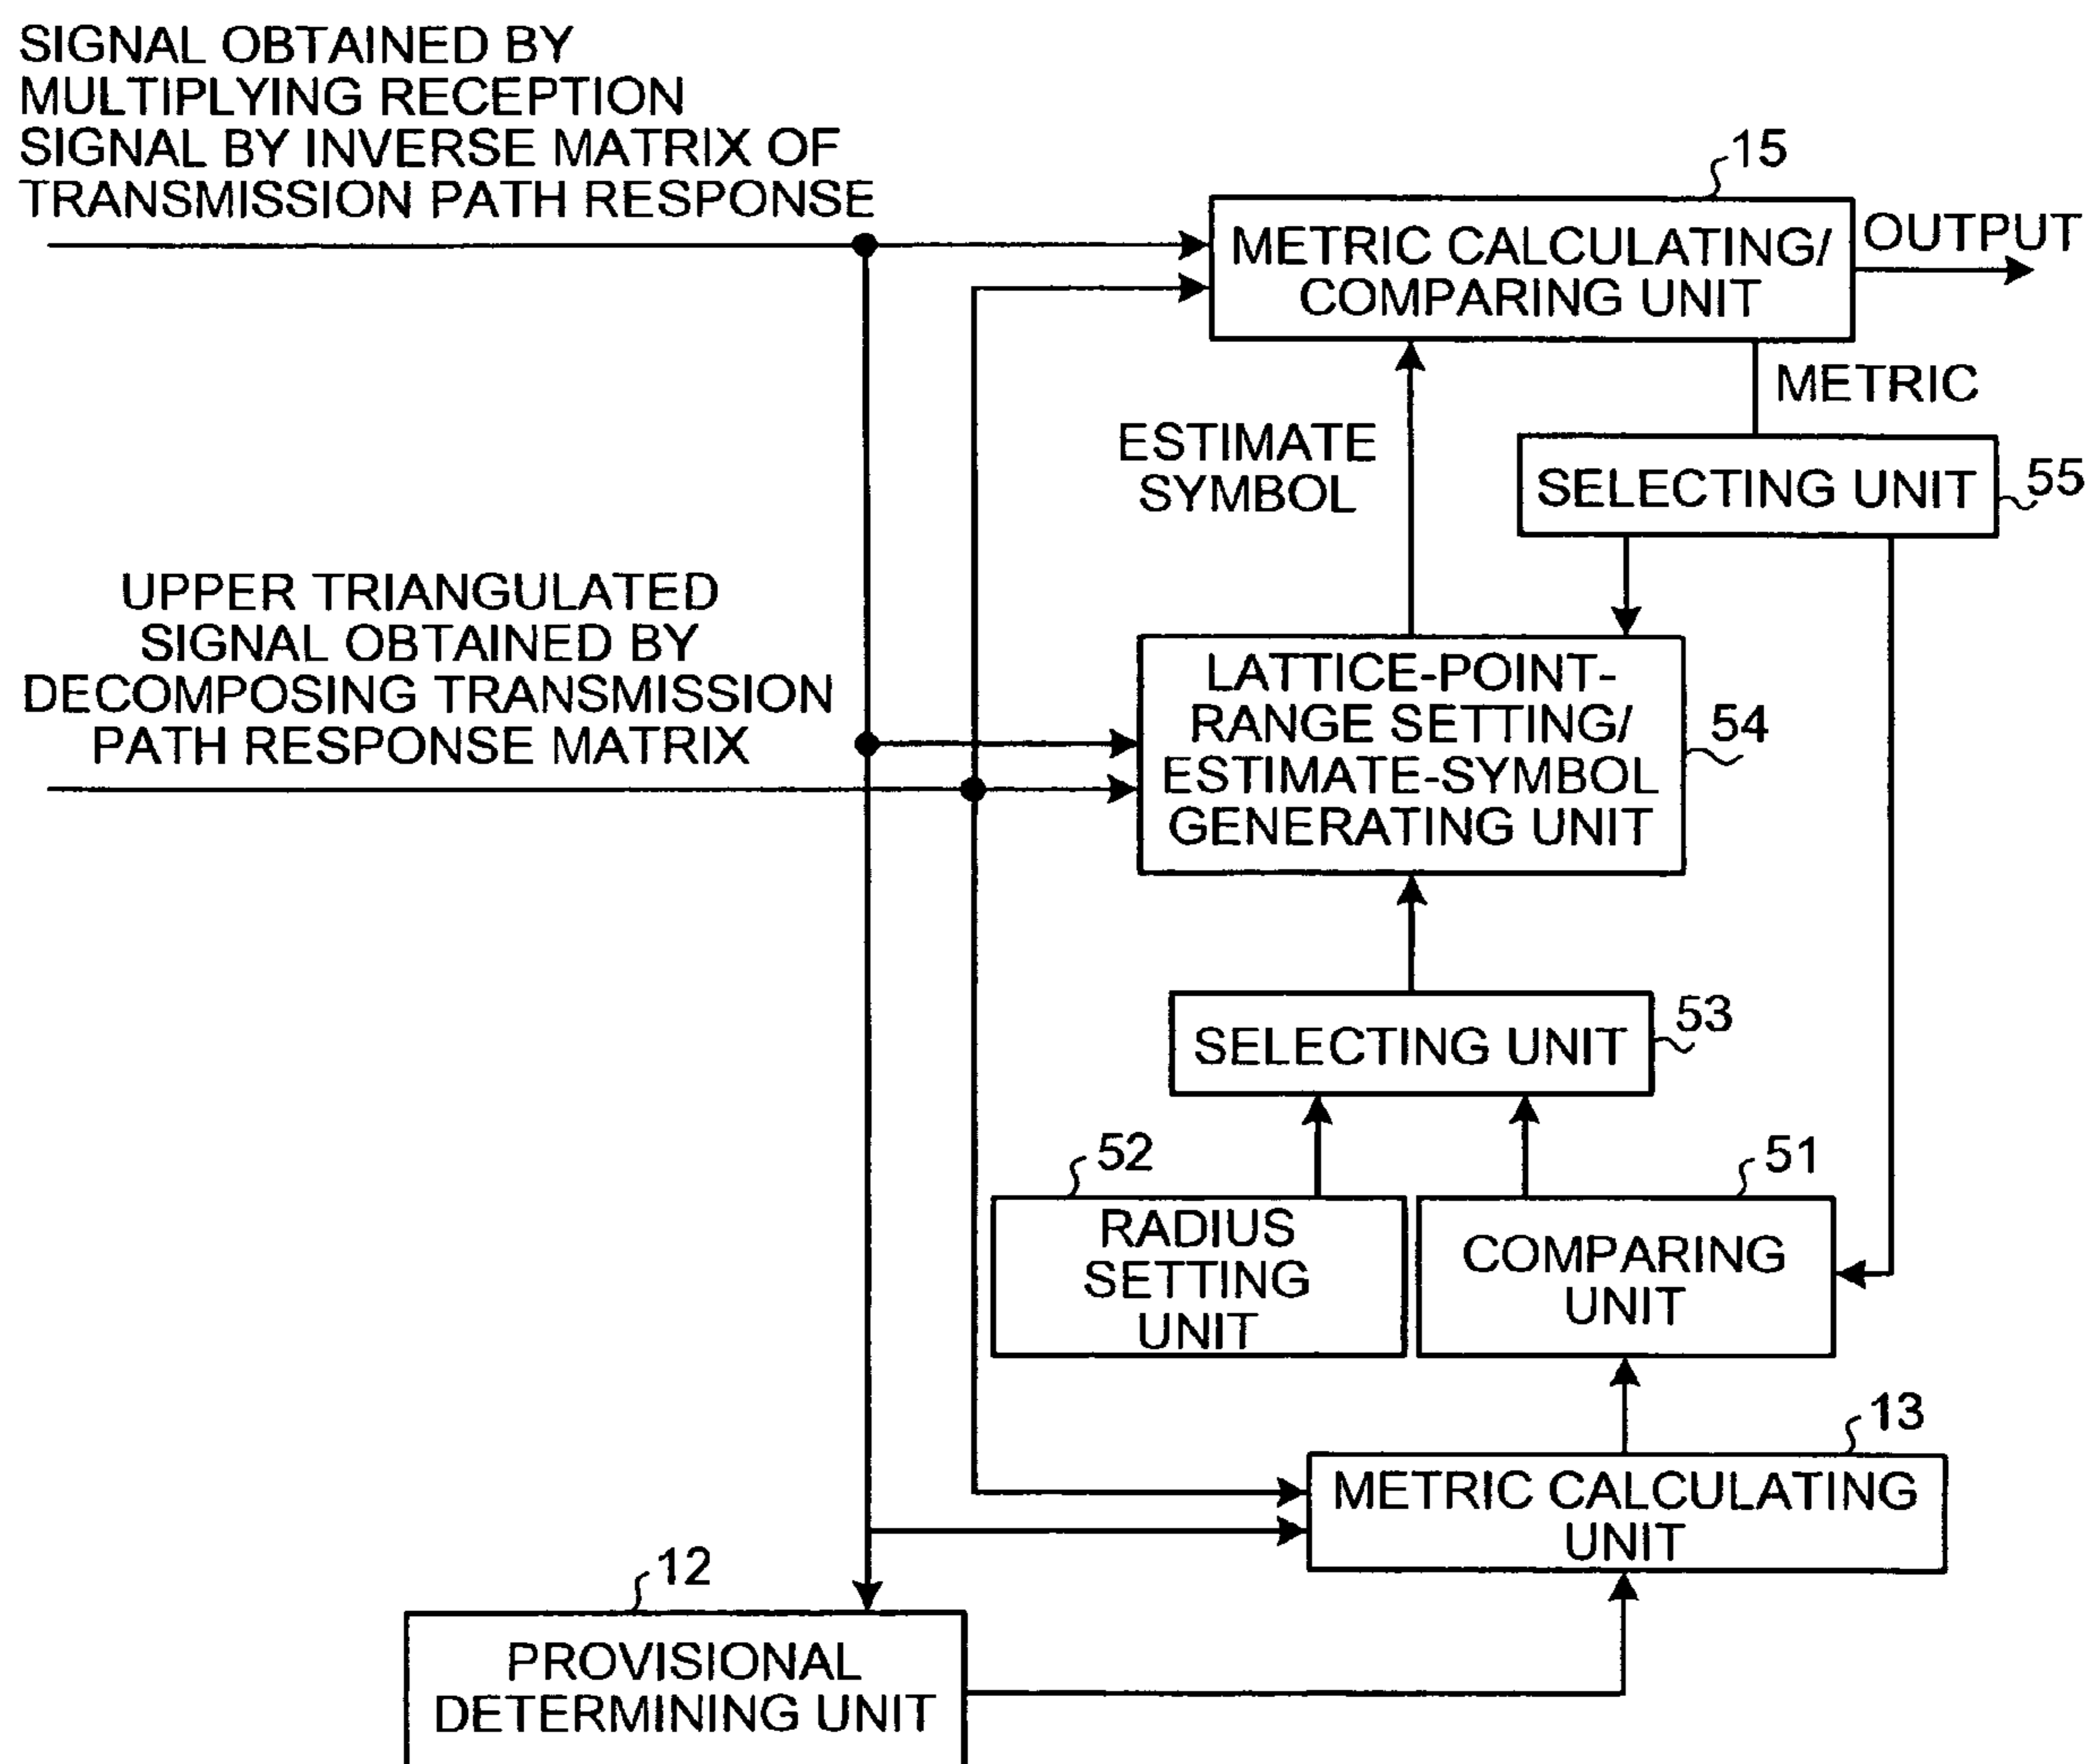 SIGNAL OBTAINED BY
MULTIPLYING RECEPTION
SIGNAL BY INVERSE MATRIX OF
TRANSMISSION PATH RESPONSE
15
METRIC CALCULATING/
COMPARING UNIT
OUTPUT
METRIC
ESTIMATE
SYMBOL
SELECTING UNIT
55
UPPER TRIANGULATED
SIGNAL OBTAINED BY
DECOMPOSING TRANSMISSION
PATH RESPONSE MATRIX
LATTICE-POINT-
RANGE SETTING/
ESTIMATE-SYMBOL
GENERATING UNIT
54
SELECTING UNIT
53
52
RADIUS
SETTING
UNIT
51
COMPARING
UNIT
13
METRIC CALCULATING
UNIT
12
PROVISIONAL
DETERMINING UNIT